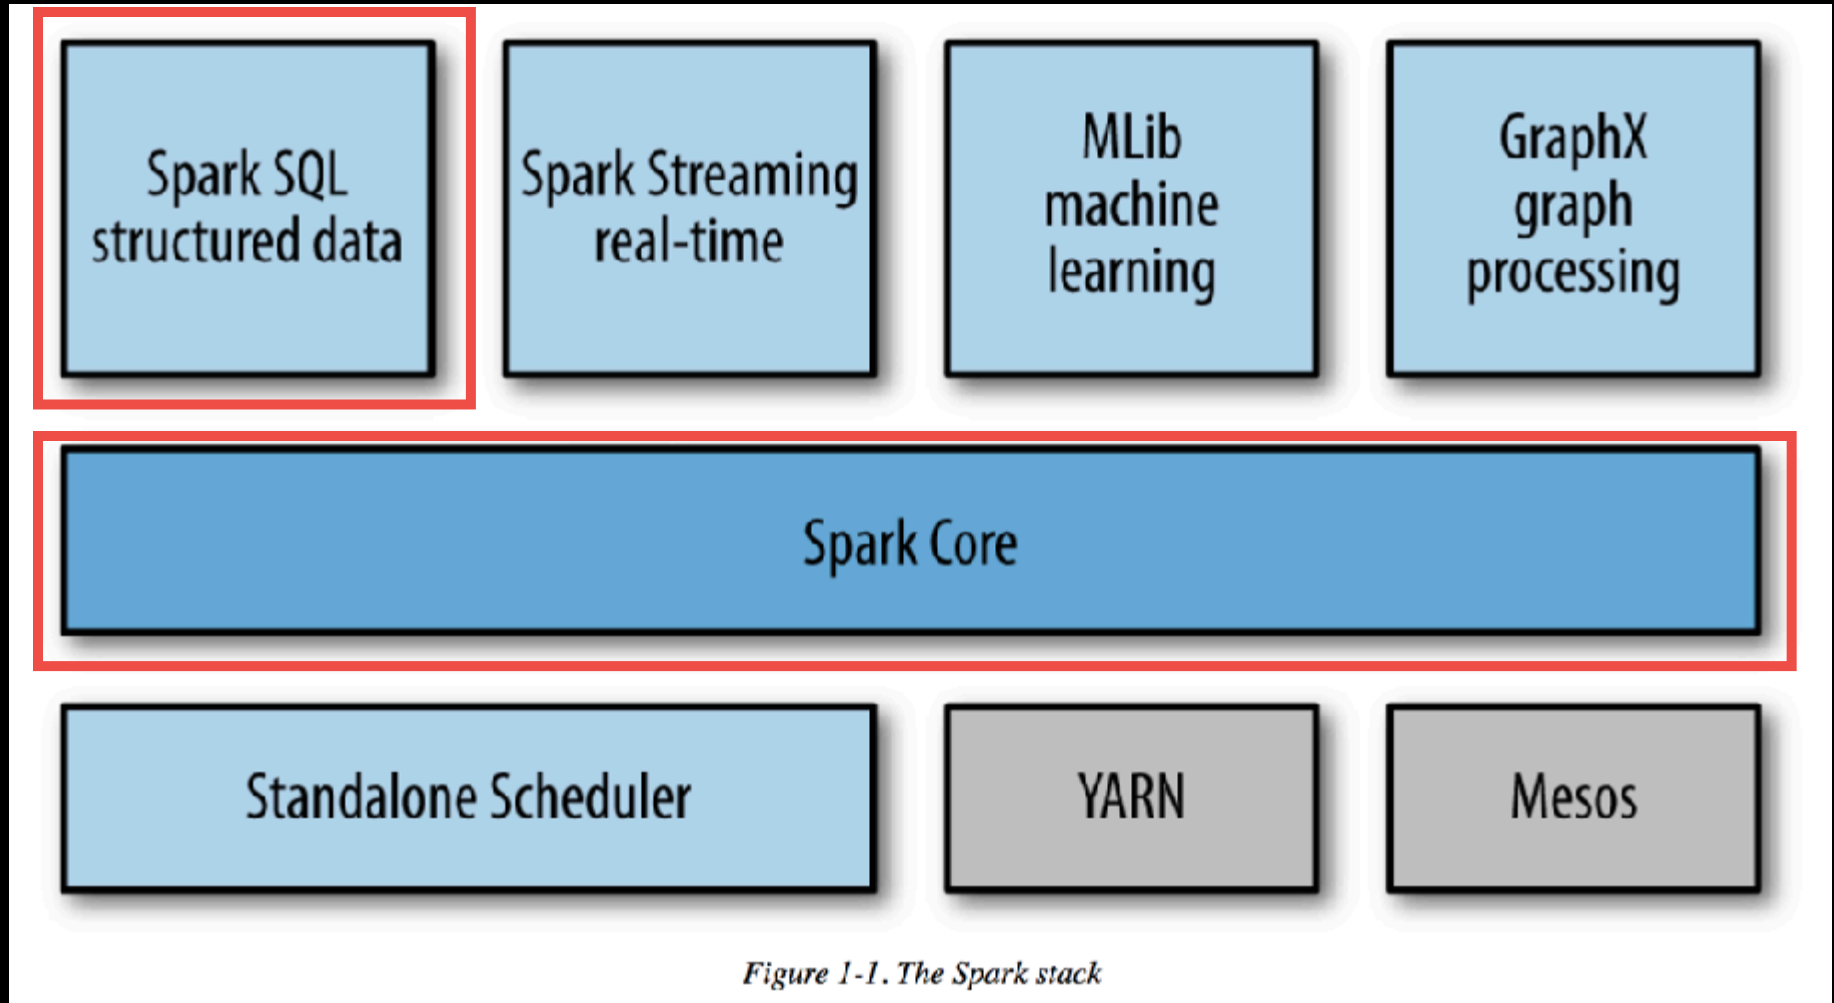 Spark SQL
structured data
Spark Streaming
real-time
MLib
machine
learning
GraphX
graph
processing
Spark Core
Standalone Scheduler
YARN
Mesos
Figure 1-1. The Spark stack